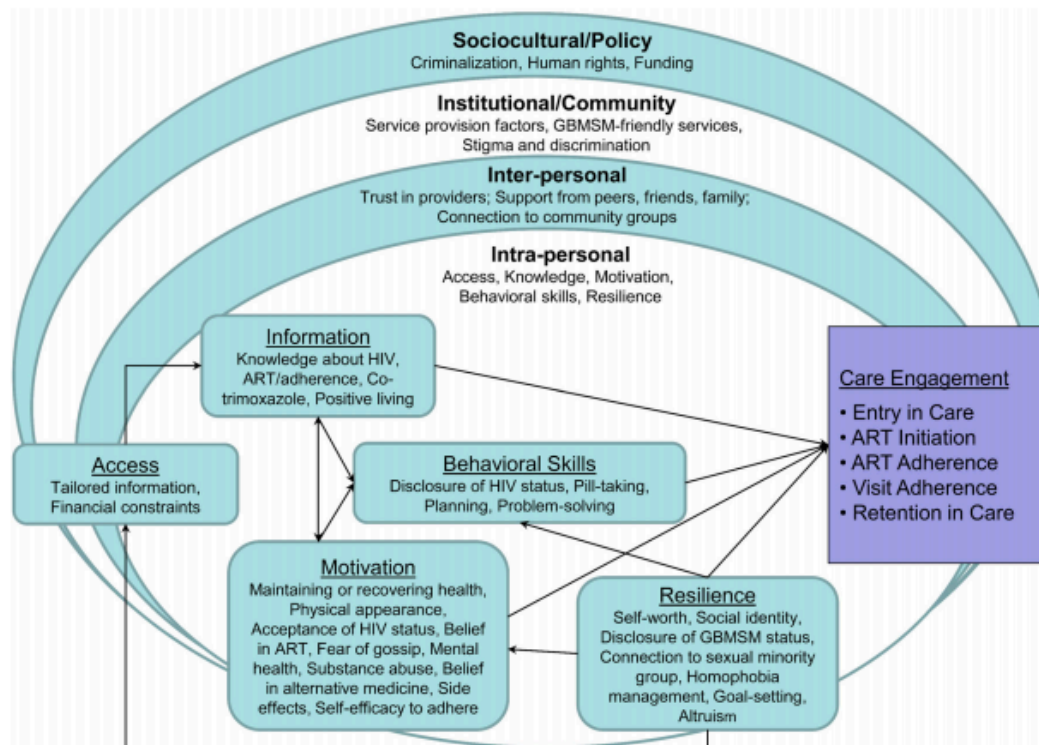 Sociocultural/Policy
Criminalization, Human rights, Funding
Institutional/Community
Service provision factors, GBMSM-friendly services,
Stigma and discrimination
Inter-personal
Trust in providers; Support from peers, friends, family;
Connection to community groups
Intra-personal
Access, Knowledge, Motivation,
Behavioral skills, Resilience
Information
Knowledge about HIV,
ART/adherence, Co-
trimoxazole, Positive living
Access
Tailored information,
Financial constraints
Behavioral Skills
Disclosure of HIV status, Pill-taking,
Planning, Problem-solving
Motivation
Maintaining or recovering health,
Physical appearance,
Acceptance of HIV status, Belief
in ART, Fear of gossip, Mental
health, Substance abuse, Belief
in alternative medicine, Side
effects, Self-efficacy to adhere
Resilience
Self-worth, Social identity,
Disclosure of GBMSM status,
Connection to sexual minority
group, Homophobia
management, Goal-setting,
Altruism
Care Engagement
• Entry in Care
• ART Initiation
• ART Adherence
• Visit Adherence
• Retention in Care